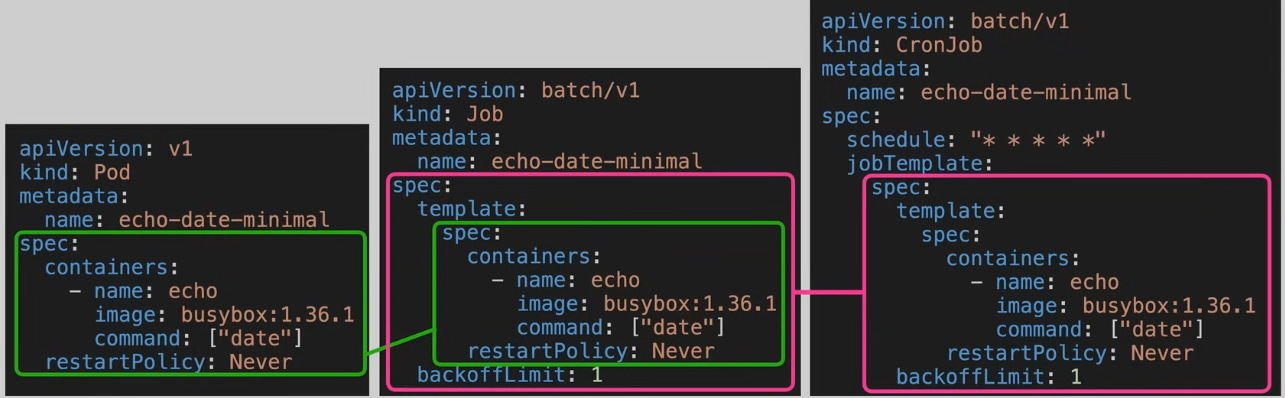 apiVersion: v1
kind: Pod
metadata:
  name: echo-date-minimal
spec:
  containers:
    - name: echo
      image: busybox:1.36.1
      command: ["date"]
  restartPolicy: Never
apiVersion: batch/v1
kind: Job
metadata:
  name: echo-date-minimal
spec:
  template:
    spec:
      containers:
        - name: echo
          image: busybox:1.36.1
          command: ["date"]
      restartPolicy: Never
  backoffLimit: 1
apiVersion: batch/v1
kind: CronJob
metadata:
  name: echo-date-minimal
spec:
  schedule: "* * * * *"
  jobTemplate:
    spec:
      template:
        spec:
          containers:
            - name: echo
              image: busybox:1.36.1
              command: ["date"]
          restartPolicy: Never
      backoffLimit: 1